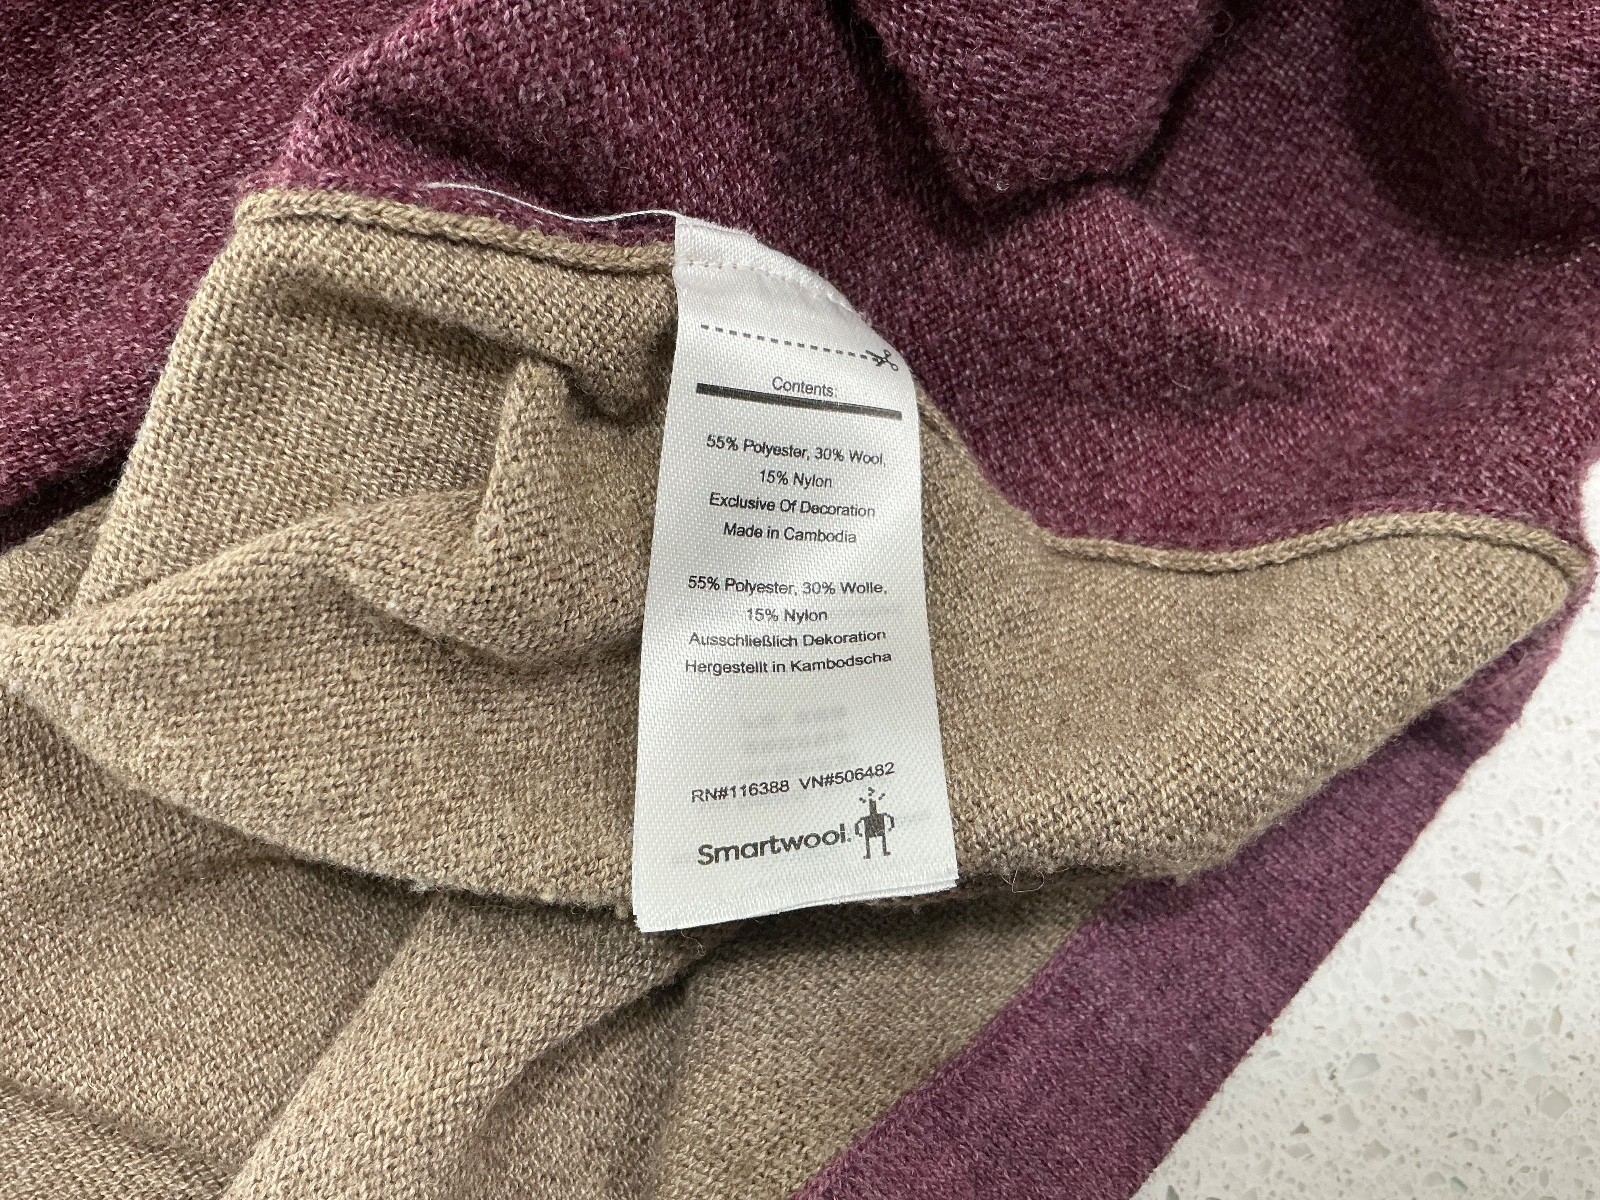 Contents:
55% Polyester, 30% Wool,
15% Nylon
Exclusive Of Decoration
Made in Cambodia
55% Polyester, 30% Wolle,
15% Nylon
Ausschließlich Dekoration
Hergestellt in Kambodscha
RN#116388 VN#506482
Smartwool.